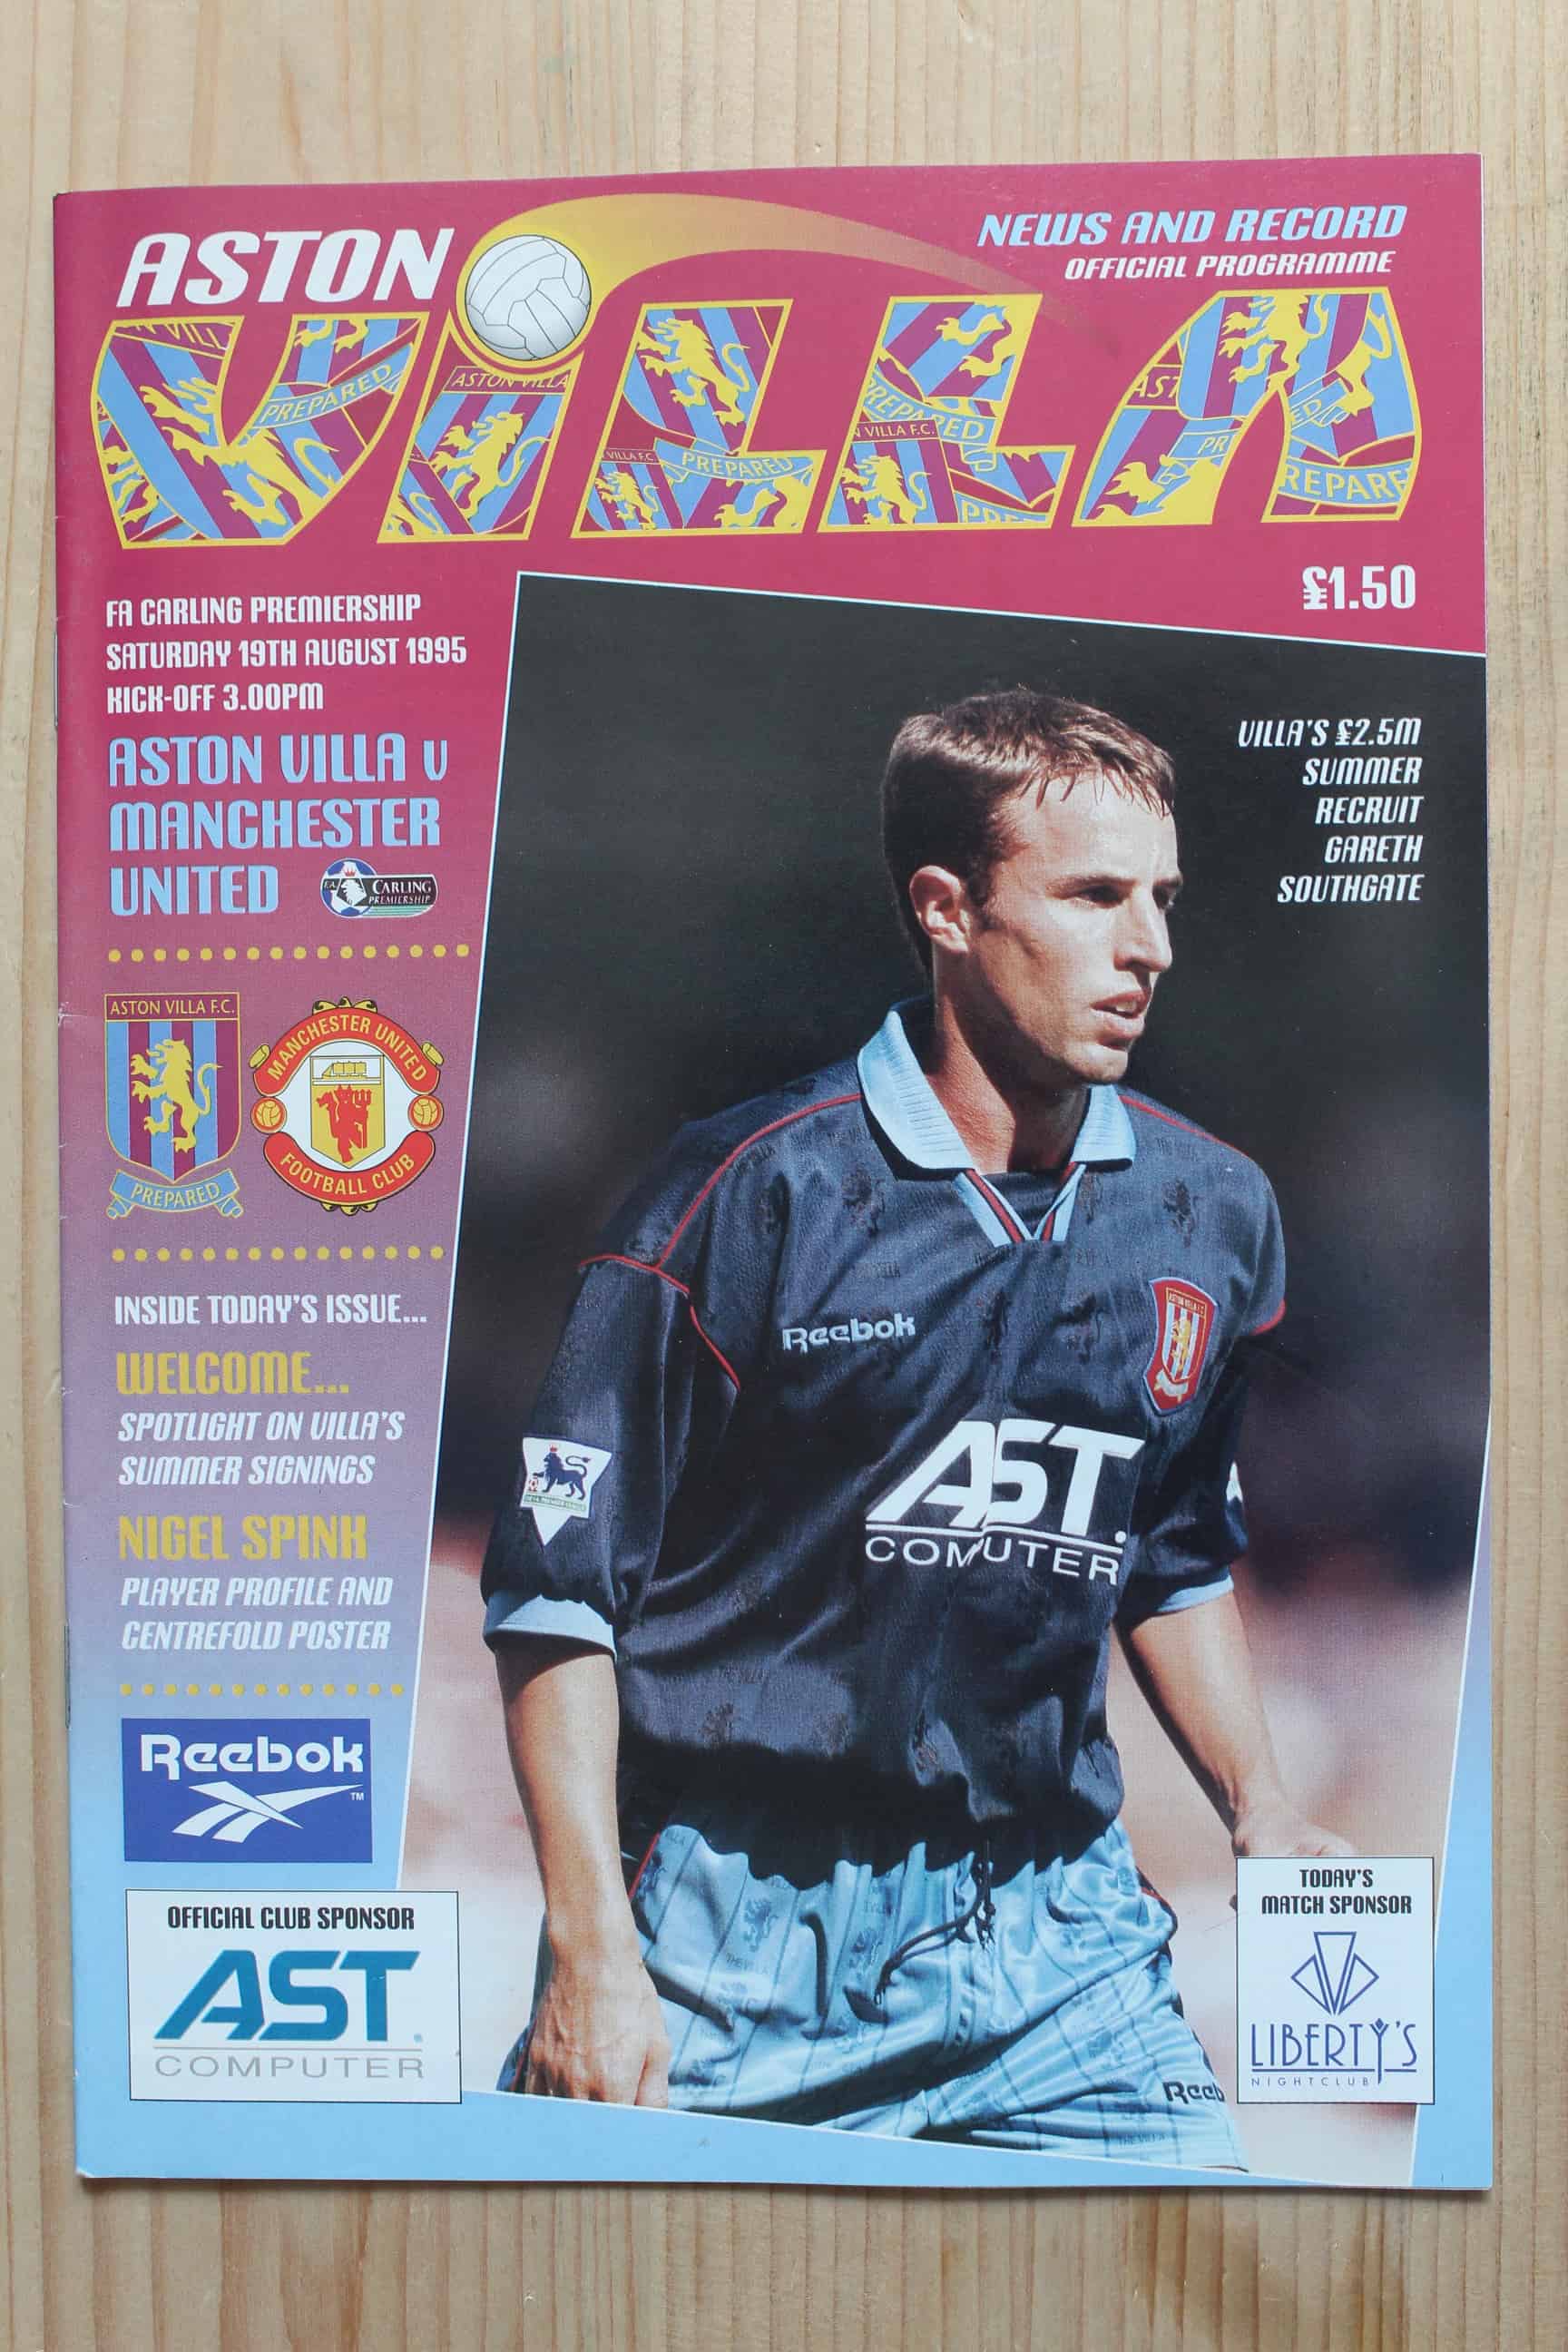 ASTON
VILLA
NEWS AND RECORD
OFFICIAL PROGRAMME
£1.50
FA CARLING PREMIERSHIP
SATURDAY 19TH AUGUST 1995
KICK-OFF 3.00PM
ASTON VILLA v
MANCHESTER
UNITED
F.A.
CARLING
PREMIERSHIP
VILLA'S £2.5M
SUMMER
RECRUIT
GARETH
SOUTHGATE
ASTON VILLA F.C.
PREPARED
MANCHESTER UNITED
FOOTBALL CLUB
INSIDE TODAY'S ISSUE...
WELCOME...
SPOTLIGHT ON VILLA'S
SUMMER SIGNINGS
NIGEL SPINK
PLAYER PROFILE AND
CENTREFOLD POSTER
Reebok
TM
OFFICIAL CLUB SPONSOR
AST
COMPUTER
Reebok
AST.
COMPUTER
Reeb
TODAY'S
MATCH SPONSOR
LIBERTY'S
NIGHTCLUB